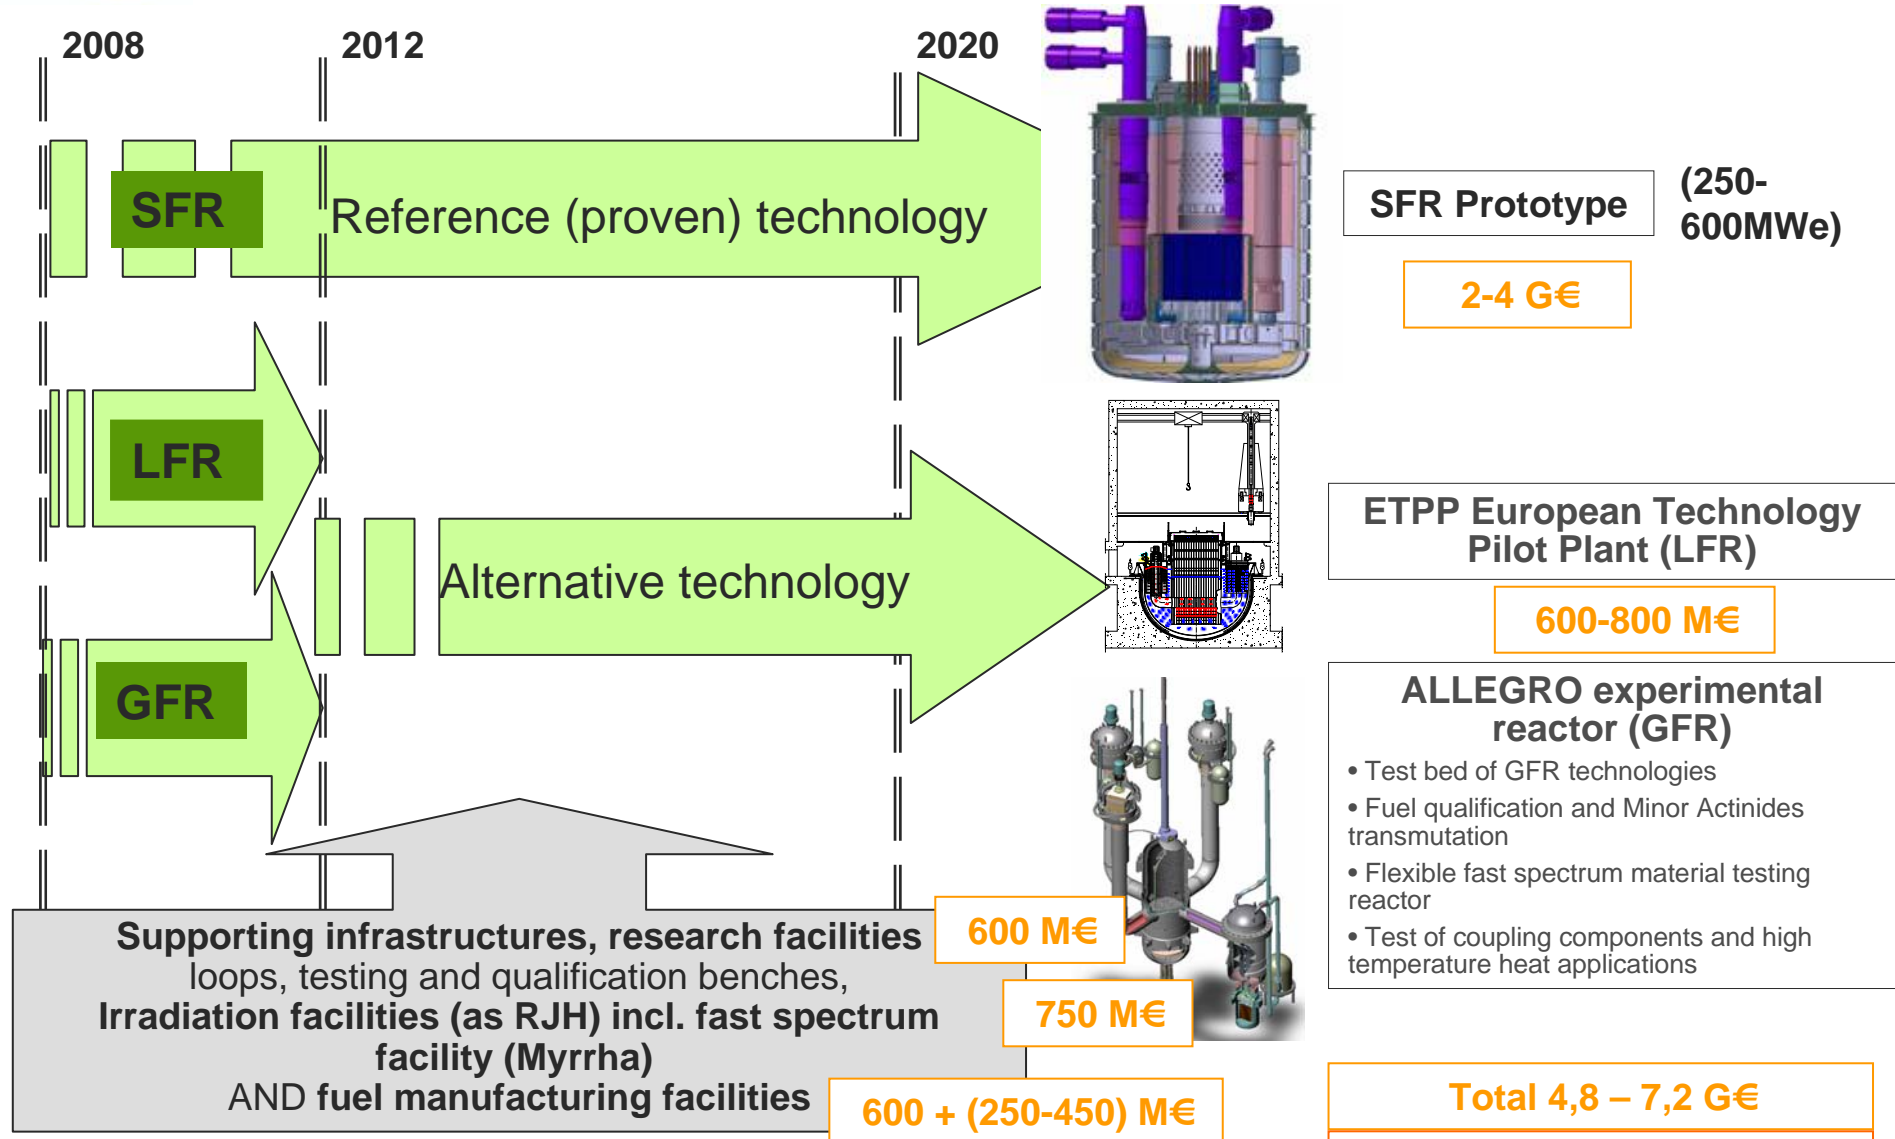 2008
2012
2020
SFR
Reference (proven) technology
SFR Prototype
(250-
600MWe)
2-4 G€
LFR
Alternative technology
ETPP European Technology
Pilot Plant (LFR)
600-800 M€
GFR
ALLEGRO experimental
reactor (GFR)
• Test bed of GFR technologies
• Fuel qualification and Minor Actinides
transmutation
• Flexible fast spectrum material testing
reactor
• Test of coupling components and high
temperature heat applications
Supporting infrastructures, research facilities
loops, testing and qualification benches,
Irradiation facilities (as RJH) incl. fast spectrum
facility (Myrrha)
AND fuel manufacturing facilities
600 M€
750 M€
600 + (250-450) M€
Total 4,8 – 7,2 G€